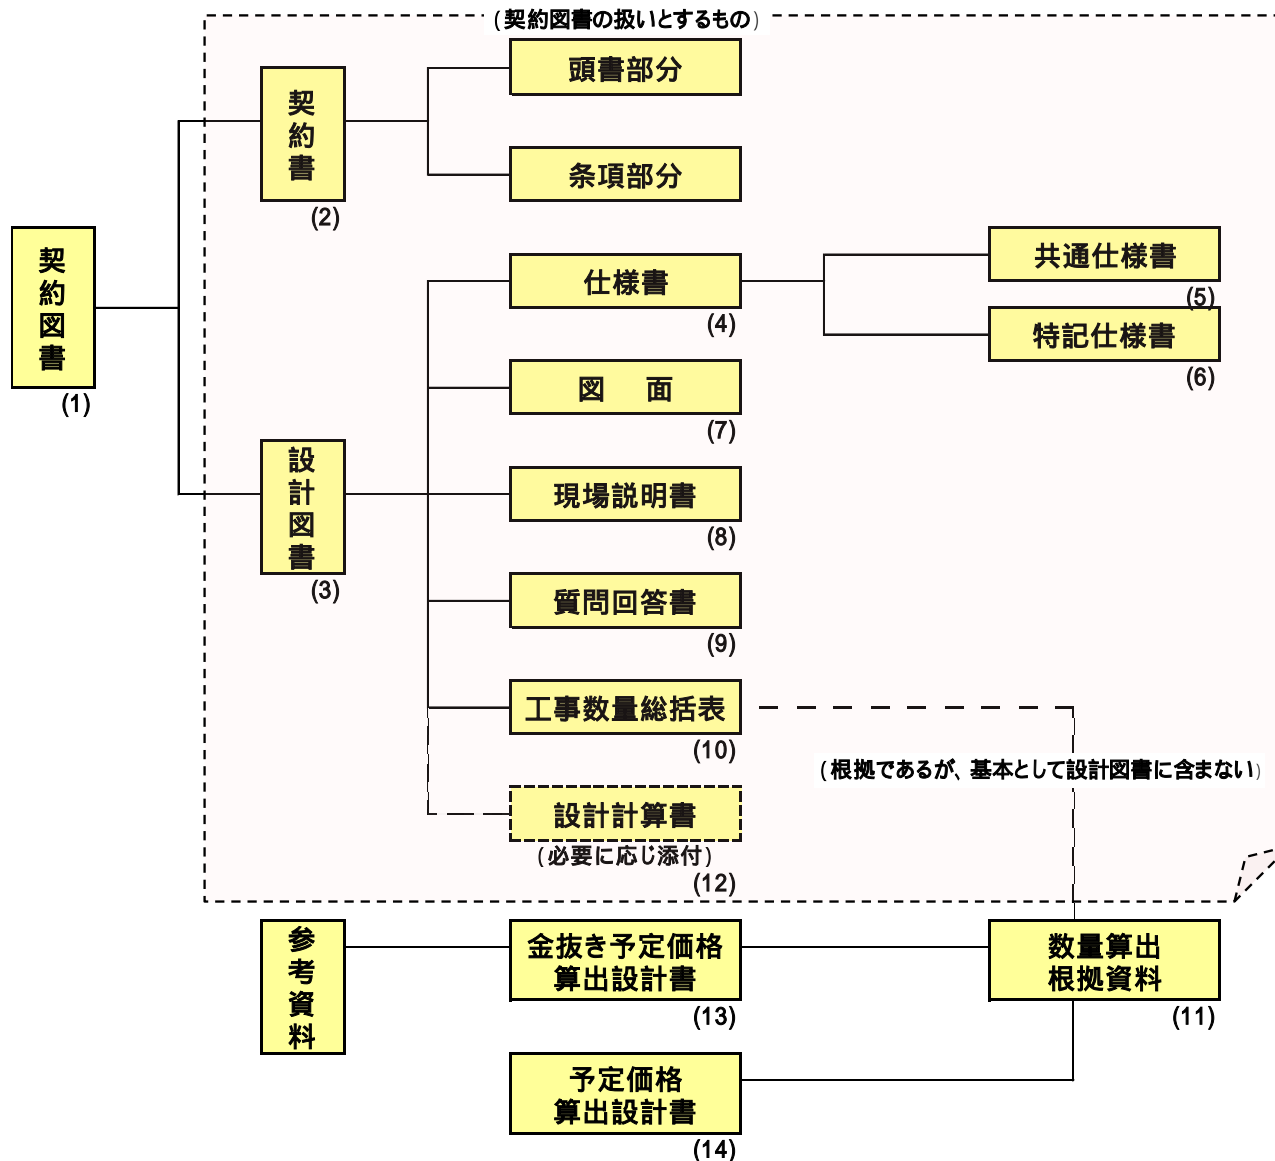 (契約図書の扱いとするもの)
頭書部分
契約書
(2)
条項部分
契約図書
(1)
仕様書
(4)
共通仕様書
(5)
特記仕様書
(6)
図　面
(7)
設計図書
(3)
現場説明書
(8)
質問回答書
(9)
工事数量総括表
(10)
(根拠であるが、基本として設計図書に含まない)
設計計算書
(必要に応じ添付)
(12)
参考資料
金抜き予定価格
算出設計書
(13)
数量算出
根拠資料
(11)
予定価格
算出設計書
(14)